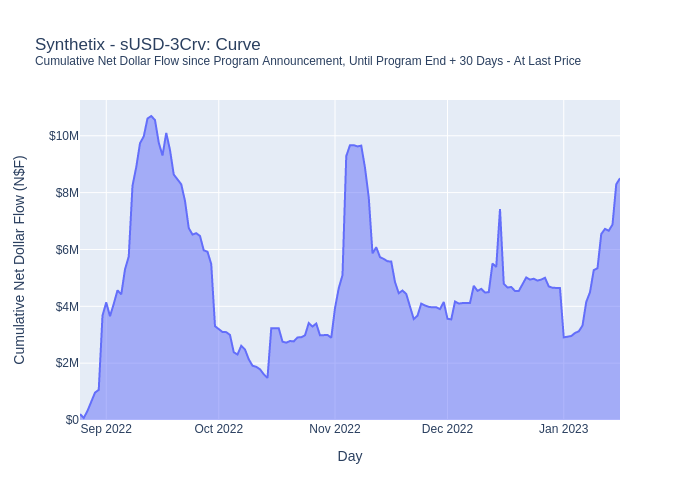 Synthetix - sUSD-3Crv: Curve
Cumulative Net Dollar Flow since Program Announcement, Until Program End + 30 Days - At Last Price
Cumulative Net Dollar Flow (N$F)
$10M
$8M
$6M
$4M
$2M
$0
Sep 2022
Oct 2022
Nov 2022
Dec 2022
Jan 2023
Day